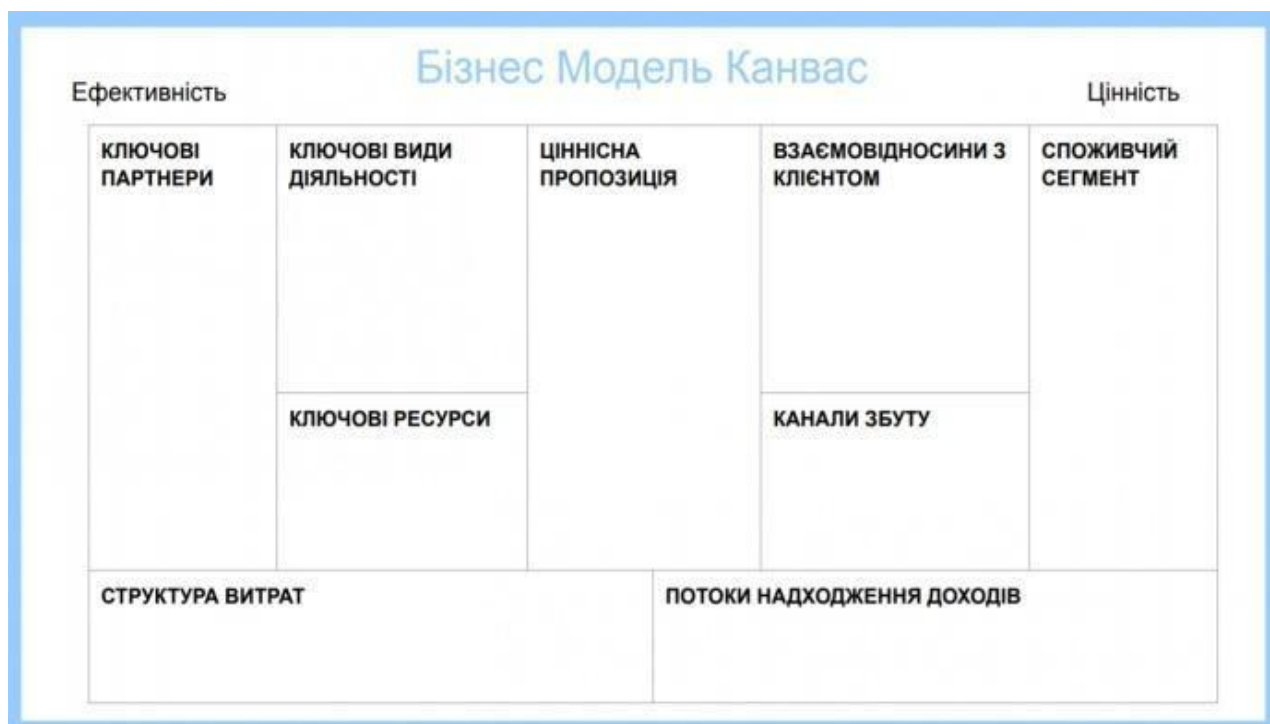 Бізнес Модель Канвас
Ефективність
Цінність
КЛЮЧОВІ
ПАРТНЕРИ
КЛЮЧОВІ ВИДИ
ДІЯЛЬНОСТІ
ЦІННІСНА
ПРОПОЗИЦІЯ
ВЗАЄМОВІДНОСИНИ З
КЛІЄНТОМ
СПОЖИВЧИЙ
СЕГМЕНТ
КЛЮЧОВІ РЕСУРСИ
КАНАЛИ ЗБУТУ
СТРУКТУРА ВИТРАТ
ПОТОКИ НАДХОДЖЕННЯ ДОХОДІВ